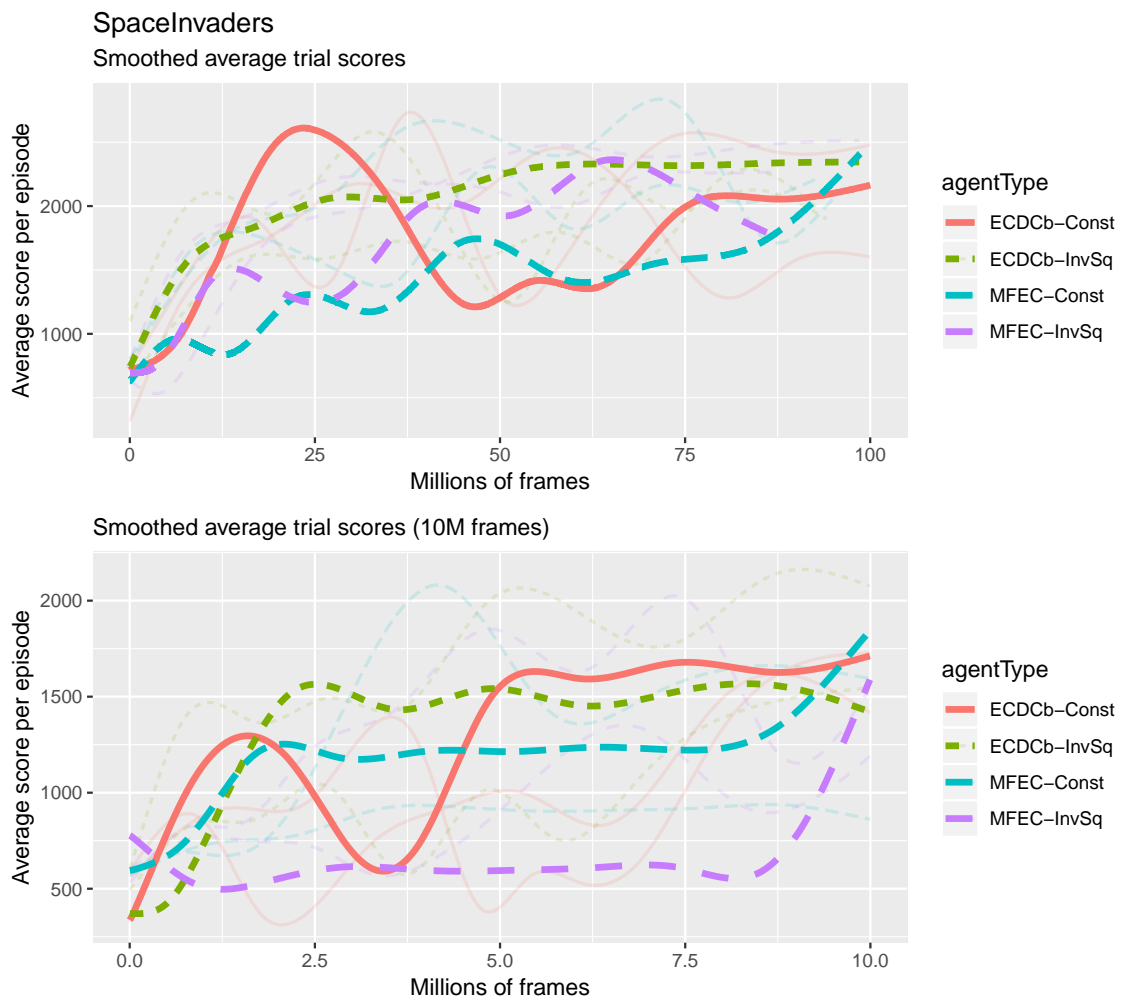 SpaceInvaders
Smoothed average trial scores
Average score per episode
2000
1000
0
25
50
75
100
Millions of frames
agentType
ECDCb−Const
ECDCb−InvSq
MFEC−Const
MFEC−InvSq
Smoothed average trial scores (10M frames)
Average score per episode
2000
1500
1000
500
0.0
2.5
5.0
7.5
10.0
Millions of frames
agentType
ECDCb−Const
ECDCb−InvSq
MFEC−Const
MFEC−InvSq